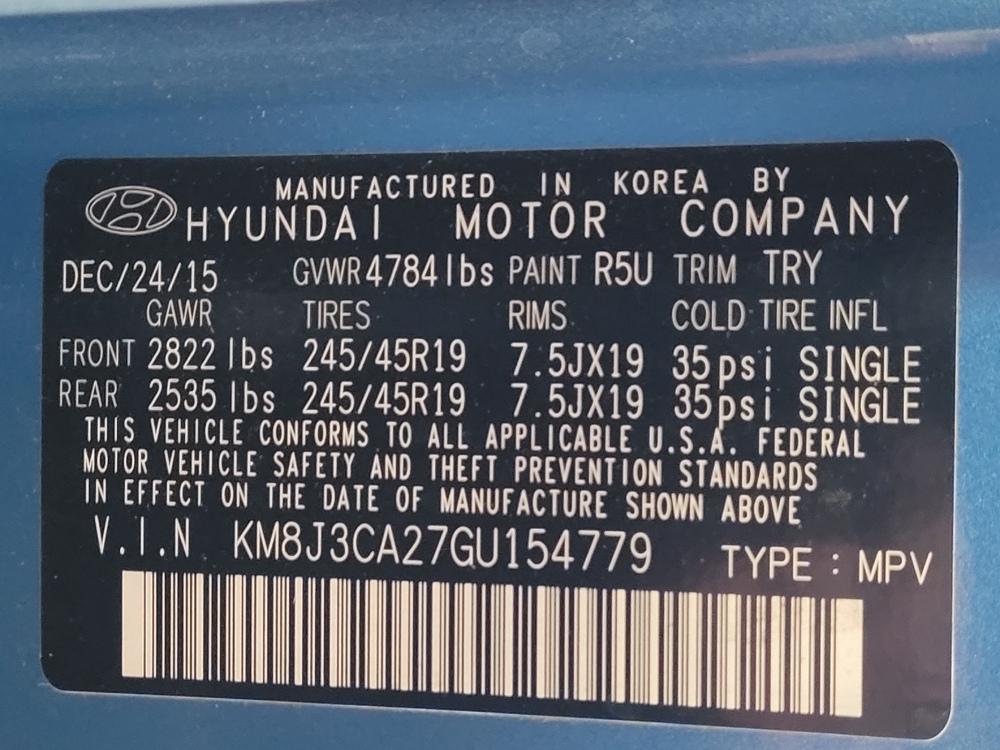 MANUFACTURED IN KOREA BY
HYUNDAI MOTOR COMPANY
DEC/24/15 GVWR 4784 lbs PAINT R5U TRIM TRY
GAWR TIRES RIMS COLD TIRE INFL
FRONT 2822 lbs 245/45R19 7.5JX19 35psi SINGLE
REAR 2535 lbs 245/45R19 7.5JX19 35psi SINGLE
THIS VEHICLE CONFORMS TO ALL APPLICABLE U.S.A. FEDERAL
MOTOR VEHICLE SAFETY AND THEFT PREVENTION STANDARDS
IN EFFECT ON THE DATE OF MANUFACTURE SHOWN ABOVE
V.I.N KM8J3CA27GU154779 TYPE : MPV